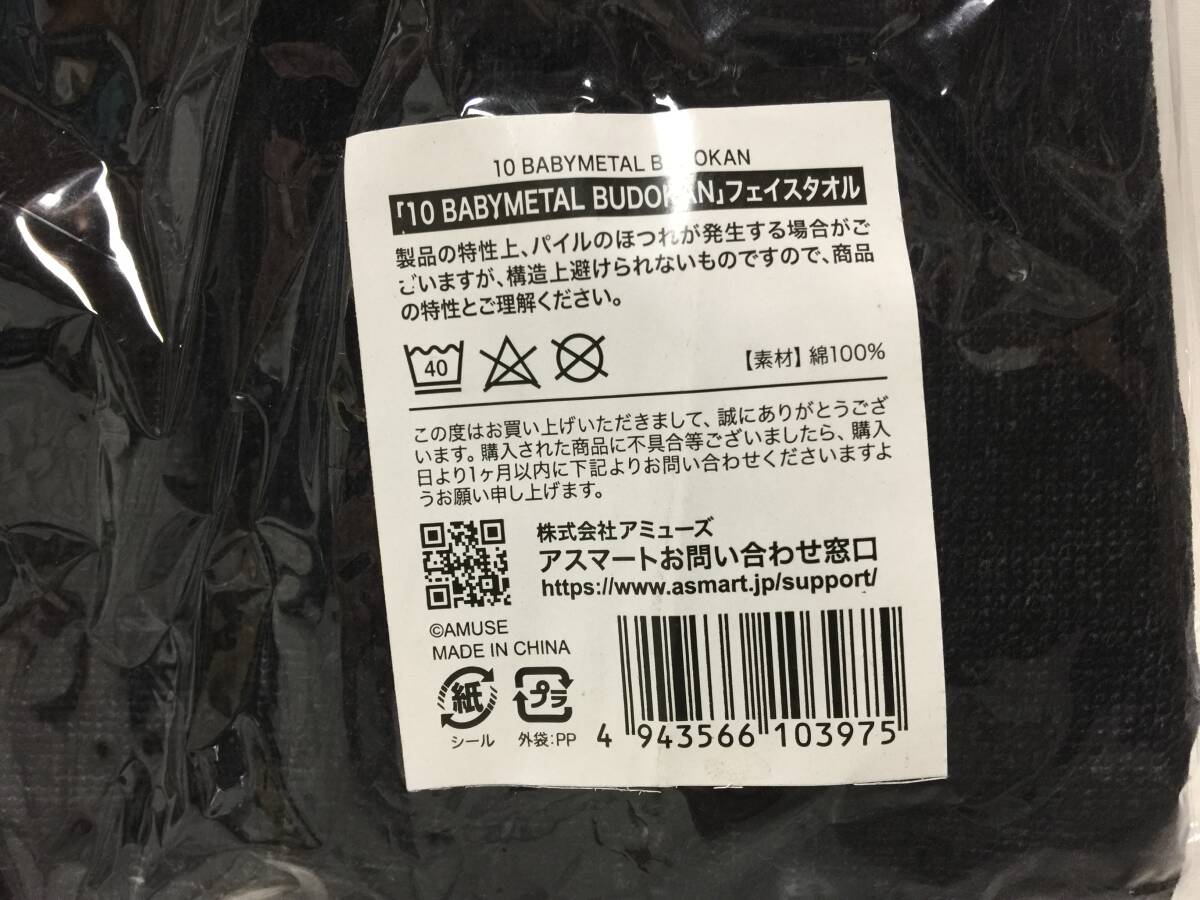 10 BABYMETAL BUDOKAN
「10 BABYMETAL BUDOKAN」フェイスタオル
製品の特性上、パイルのほつれが発生する場合がご
ざいますが、構造上避けられないものですので、商品
の特性とご理解ください。
40
【素材】綿100%
この度はお買い上げいただきまして、誠にありがとうござ
います。購入された商品に不具合等ございましたら、購入
日より1ヶ月以内に下記よりお問い合わせくださいますよ
うお願い申し上げます。
株式会社アミューズ
アスマートお問い合わせ窓口
https://www.asmart.jp/support/
©AMUSE
MADE IN CHINA
紙
プラ
シール
外袋:PP
4 943566 103975